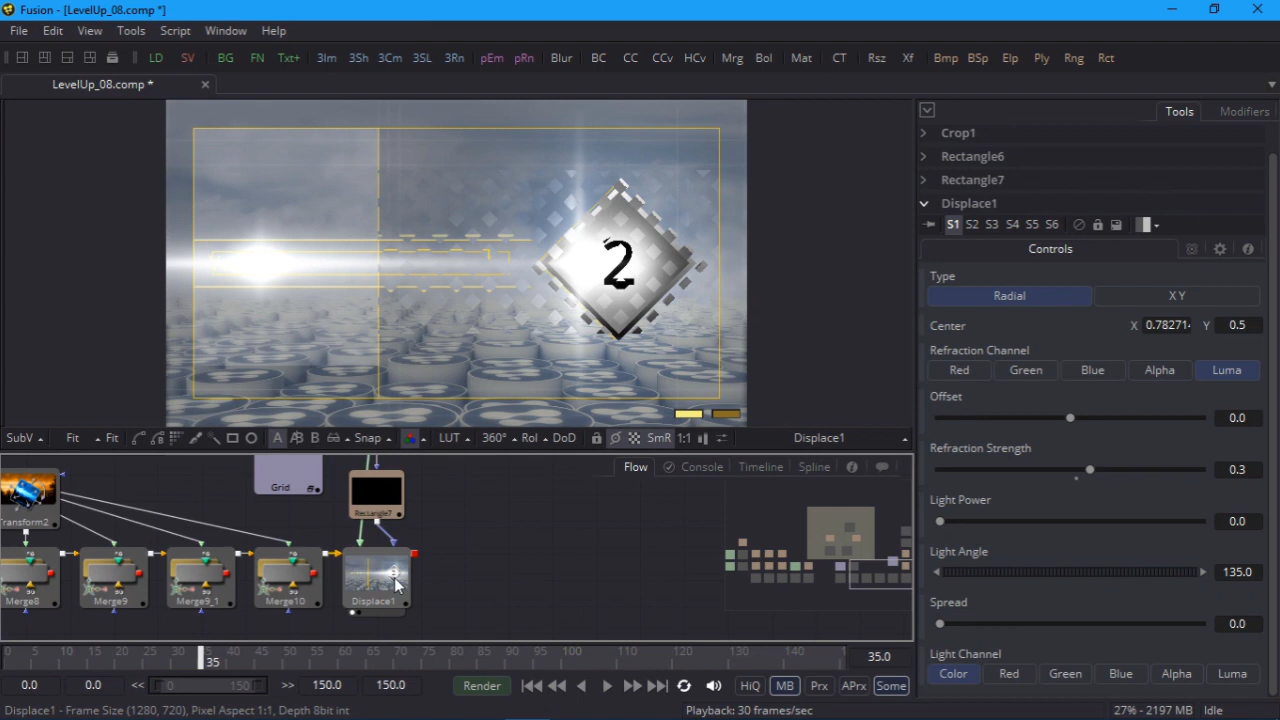 Fusion - [LevelUp_08.comp *]
File Edit View Tools Script Window Help
LD SV BG FN Txt+ 3Im 3Sh 3Cm 3SL 3Rn pEm pRn Blur BC CC CCv HCv Mrg Bol Mat CT Rsz Xf Bmp BSp Elp Ply Rng Rct
LevelUp_08.comp *
Tools Modifiers
Crop1
Rectangle6
Rectangle7
Displace1
S1 S2 S3 S4 S5 S6
Controls
Type
Radial X Y
Center X 0.78271 Y 0.5
Refraction Channel
Red Green Blue Alpha Luma
Offset
0.0
Refraction Strength
0.3
Light Power
0.0
Light Angle
135.0
Spread
0.0
Light Channel
Color Red Green Blue Alpha Luma
2
SubV Fit Fit A B Snap LUT 360° RoI DoD SmR 1:1 Displace1
Flow Console Timeline Spline
Grid
Rectangle7
Transform2
Merge8 Merge9 Merge9_1 Merge10 Displace1
0 5 10 15 20 25 30 35 40 45 50 55 60 65 70 75 80 85 90 95 100 110 120 130 140 35.0
0.0 0.0 << 0 150 >> 150.0 150.0 Render HiQ MB Prx APrx Some
Displace1 - Frame Size (1280, 720), Pixel Aspect 1:1, Depth 8bit int Playback: 30 frames/sec 27% - 2197 MB Idle